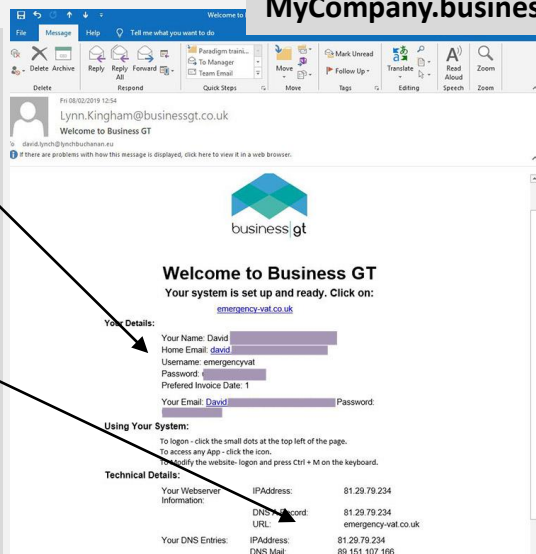 MyCompany.busines
Welcome to
File Message Help Tell me what you want to do
Delete Archive Reply Reply All Forward
Paradigm traini...
To Manager
Team Email
Move
Mark Unread
Follow Up
Translate Read Aloud Zoom
Delete Respond Quick Steps Move Tags Editing Speech Zoom
Fri 08/02/2019 12:54
Lynn.Kingham@businessgt.co.uk
Welcome to Business GT
david.lynch@lynchbuchanan.eu
If there are problems with how this message is displayed, click here to view it in a web browser.
business gt
Welcome to Business GT
Your system is set up and ready. Click on:
emergency-vat.co.uk
Your Details:
Your Name: David
Home Email: david
Username: emergencyvat
Password:
Prefered Invoice Date: 1
Your Email: David Password:
Using Your System:
To logon - click the small dots at the top left of the page.
To access any App - click the icon.
To Modify the website- logon and press Ctrl + M on the keyboard.
Technical Details:
Your Webserver Information: IPAddress: 81.29.79.234
DNS A Record: 81.29.79.234
URL: emergency-vat.co.uk
Your DNS Entries: IPAddress: 81.29.79.234
DNS Mail: 89.151.107.166